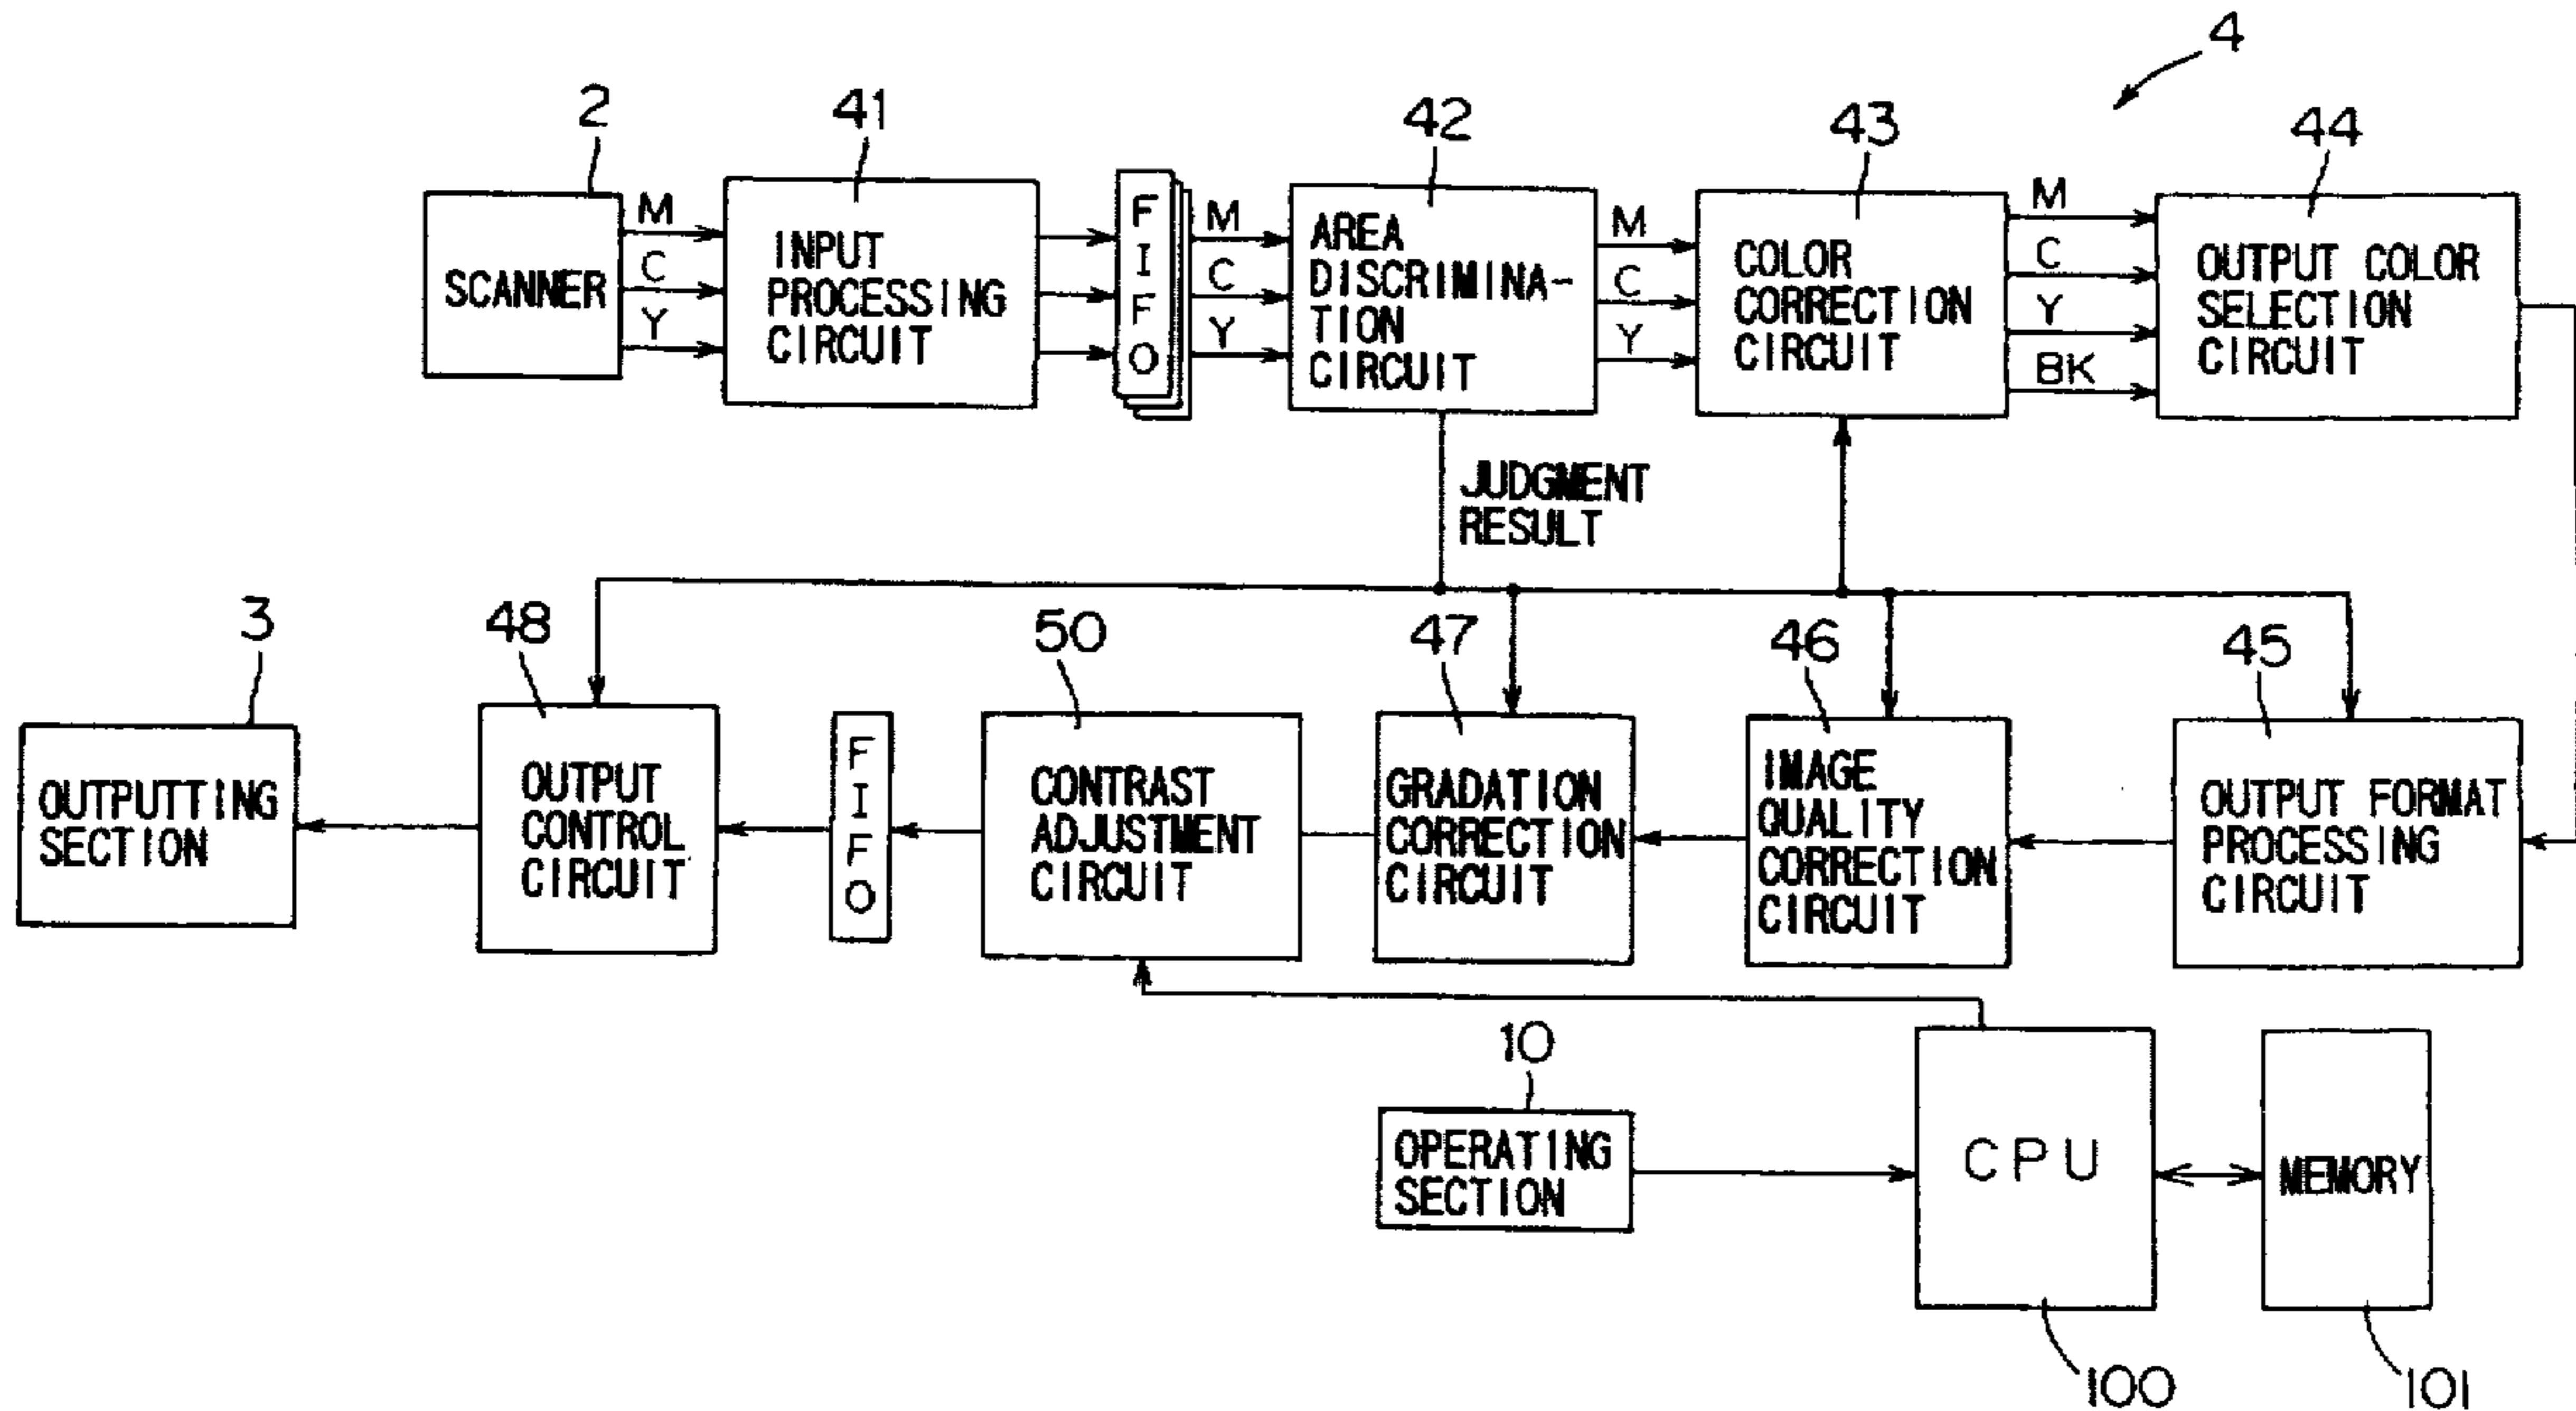 4
2
41
42
43
44
SCANNER
M
C
Y
INPUT
PROCESSING
CIRCUIT
FIFO
M
C
Y
AREA
DISCRIMINA-
TION
CIRCUIT
M
C
Y
COLOR
CORRECTION
CIRCUIT
M
C
Y
BK
OUTPUT COLOR
SELECTION
CIRCUIT
JUDGMENT
RESULT
3
48
50
47
46
45
OUTPUTTING
SECTION
OUTPUT
CONTROL
CIRCUIT
FIFO
CONTRAST
ADJUSTMENT
CIRCUIT
GRADATION
CORRECTION
CIRCUIT
IMAGE
QUALITY
CORRECTION
CIRCUIT
OUTPUT FORMAT
PROCESSING
CIRCUIT
10
OPERATING
SECTION
CPU
MEMORY
100
101